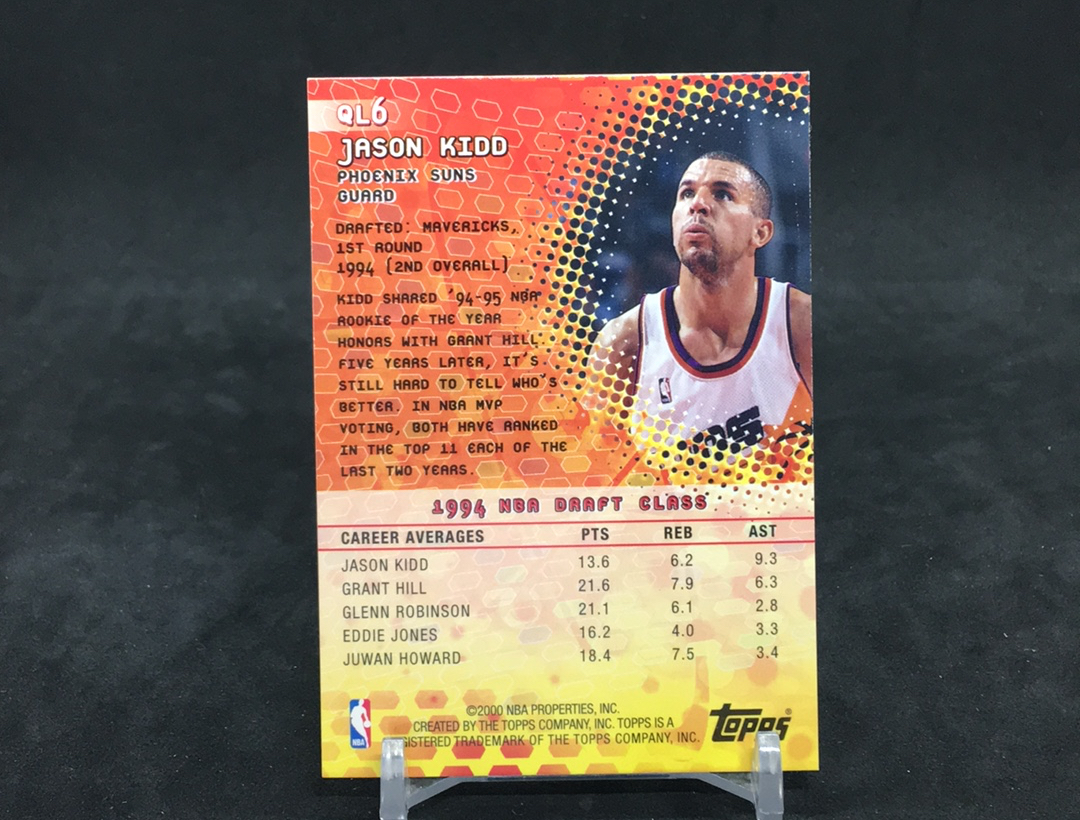 QL6
JASON KIDD
PHOENIX SUNS
GUARD
DRAFTED: MAVERICKS,
1ST ROUND
1994 (2ND OVERALL)
KIDD SHARED '94-95 NBA
ROOKIE OF THE YEAR
HONORS WITH GRANT HILL.
FIVE YEARS LATER, IT'S
STILL HARD TO TELL WHO'S
BETTER. IN NBA MVP
VOTING, BOTH HAVE RANKED
IN THE TOP 11 EACH OF THE
LAST TWO YEARS.
1994 NBA DRAFT CLASS
CAREER AVERAGES PTS REB AST
JASON KIDD 13.6 6.2 9.3
GRANT HILL 21.6 7.9 6.3
GLENN ROBINSON 21.1 6.1 2.8
EDDIE JONES 16.2 4.0 3.3
JUWAN HOWARD 18.4 7.5 3.4
©2000 NBA PROPERTIES, INC.
CREATED BY THE TOPPS COMPANY, INC. TOPPS IS A
GISTERED TRADEMARK OF THE TOPPS COMPANY, INC.
NBA
Topps®